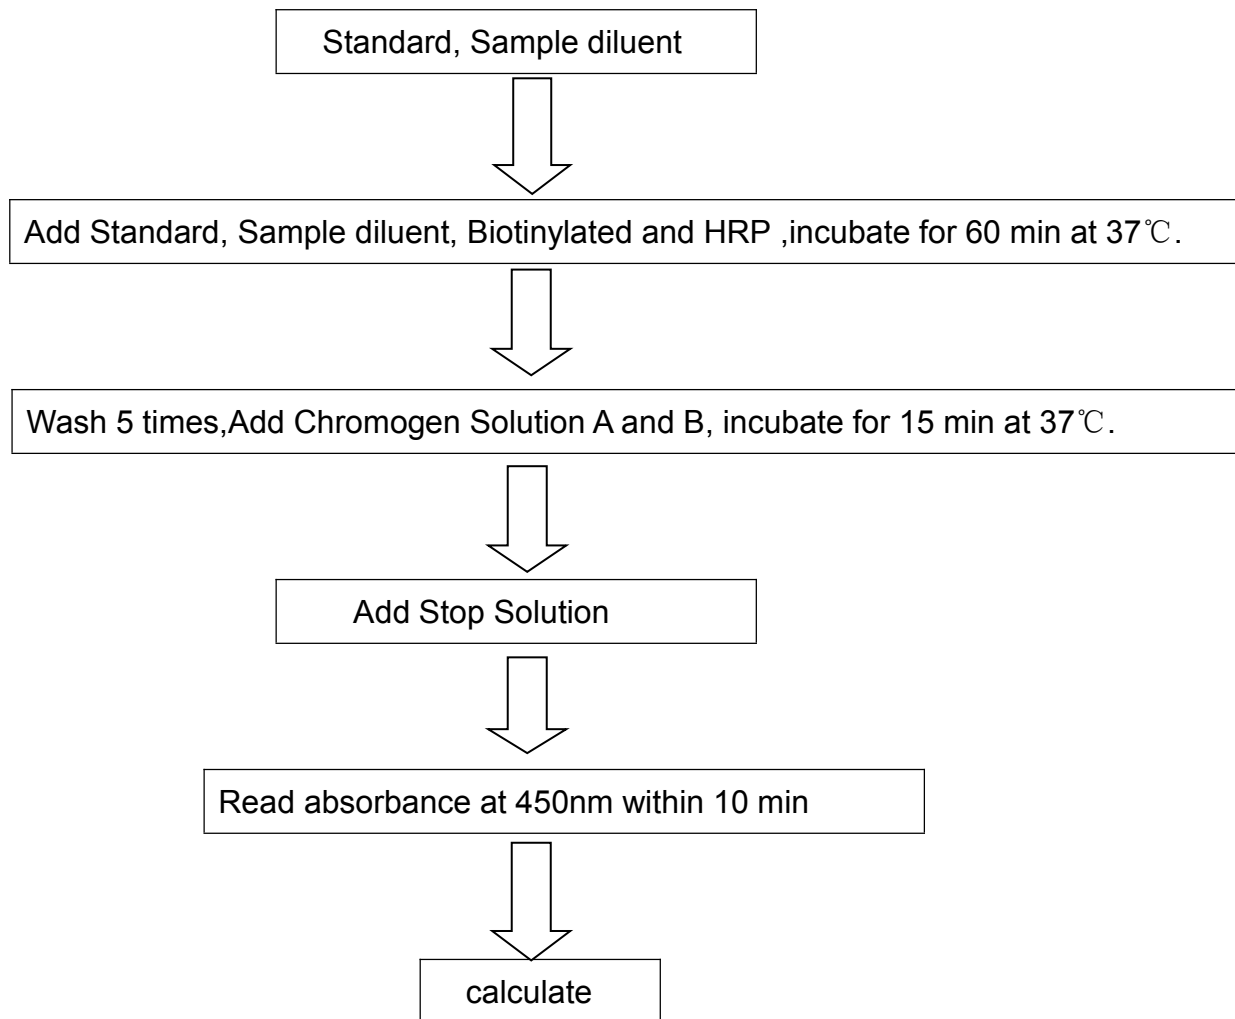 Standard, Sample diluent
Add Standard, Sample diluent, Biotinylated and HRP ,incubate for 60 min at 37℃.
Wash 5 times,Add Chromogen Solution A and B, incubate for 15 min at 37℃.
Add Stop Solution
Read absorbance at 450nm within 10 min
calculate